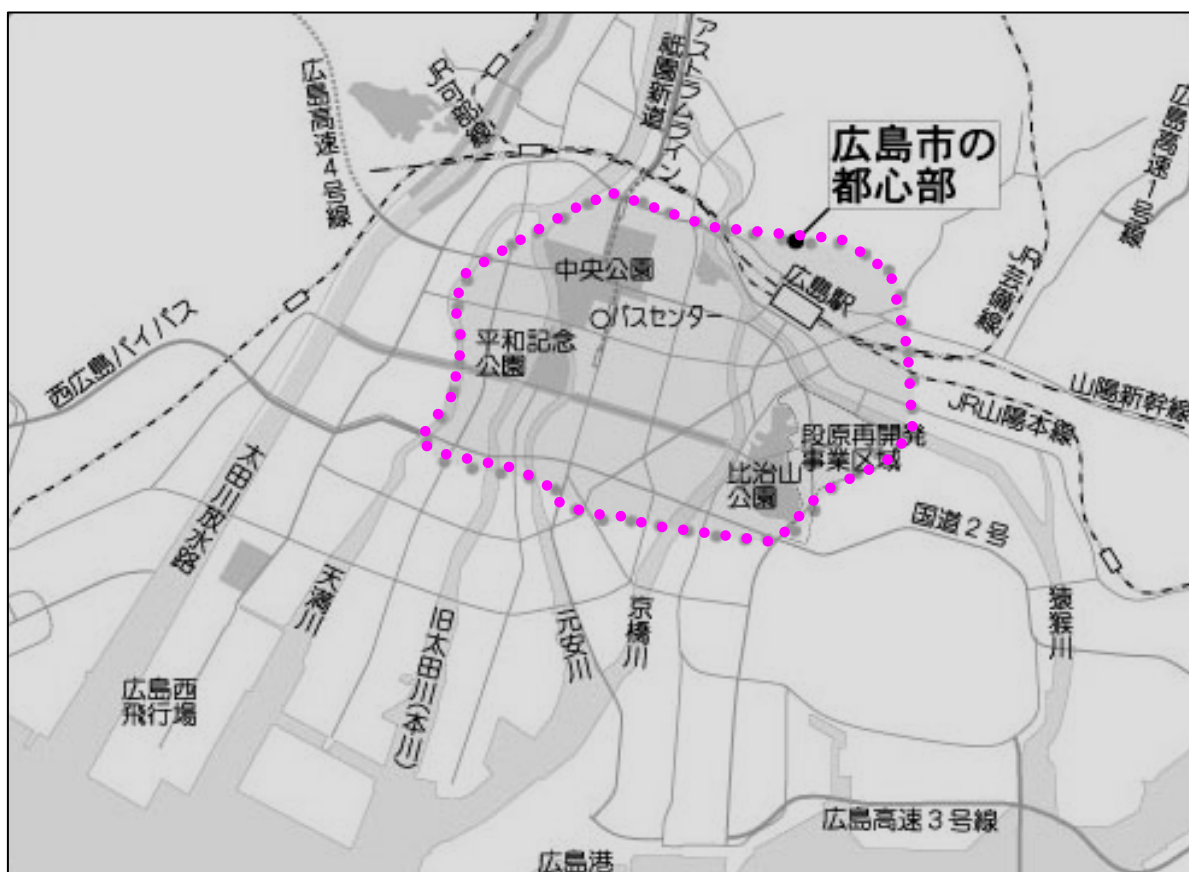 アストラムライン
祇園新道
JR可部線
広島高速4号線
広島市の
都心部
広島高速1号線
JR芸備線
中央公園
広島駅
バスセンター
平和記念
公園
西広島バイパス
山陽新幹線
JR山陽本線
段原再開発
事業区域
比治山
公園
太田川放水路
国道2号
天満川
旧太田川(本川)
元安川
京橋川
猿猴川
広島西
飛行場
広島高速3号線
広島港